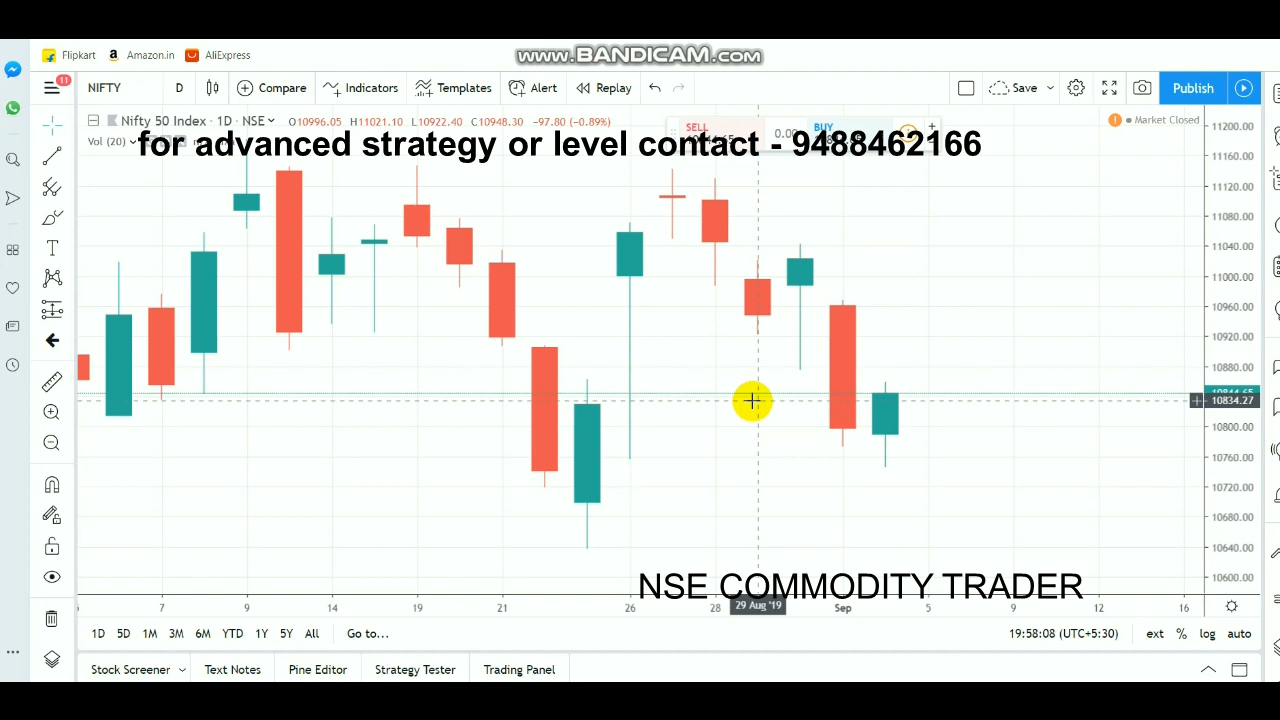 Flipkart Amazon.in AliExpress
www.BANDICAM.com
11 NIFTY D Compare Indicators Templates Alert Replay Save Publish
Nifty 50 Index · 1D · NSE O10996.05 H11021.10 L10922.40 C10948.30 −97.80 (−0.89%)
SELL 0.00 BUY
Market Closed
Vol (20)
for advanced strategy or level contact - 9488462166
11200.00
11160.00
11120.00
11080.00
11040.00
11000.00
10960.00
10920.00
10880.00
10844.65
10834.27
10800.00
10760.00
10720.00
10680.00
10640.00
10600.00
NSE COMMODITY TRADER
7 9 14 19 21 26 28 29 Aug '19 Sep 5 9 12 16
1D 5D 1M 3M 6M YTD 1Y 5Y All Go to... 19:58:08 (UTC+5:30) ext % log auto
Stock Screener Text Notes Pine Editor Strategy Tester Trading Panel